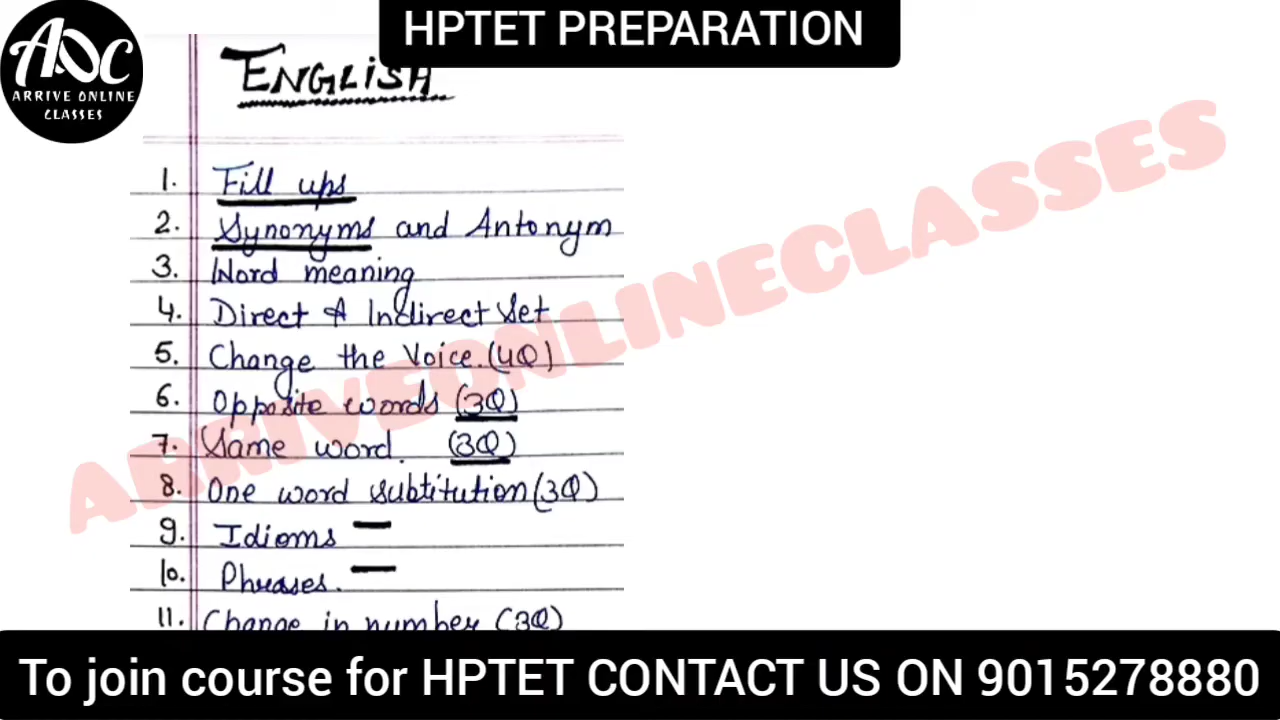 HPTET PREPARATION
ADC
ARRIVE ONLINE
CLASSES
ENGLISH
1. Fill ups
2. Synonyms and Antonym
3. Word meaning
4. Direct & Indirect Set
5. Change the Voice. (4Q)
6. Opposite words (3Q)
7. Same word. (3Q)
8. One word subtitution (3Q)
9. Idioms
10. Phrases.
11. Change in number (3Q)
ARRIVEONLINECLASSES
To join course for HPTET CONTACT US ON 9015278880